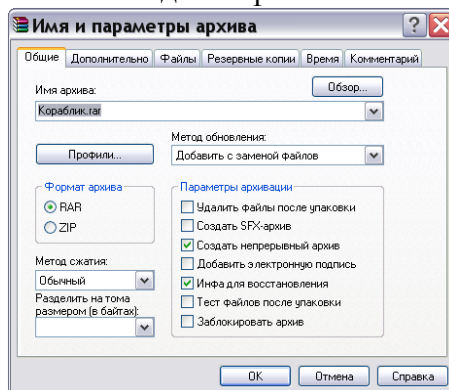 Имя и параметры архива
Общие Дополнительно Файлы Резервные копии Время Комментарий
Имя архива:
Обзор...
Кораблик.rar
Метод обновления:
Профили...
Добавить с заменой файлов
Формат архива
RAR
ZIP
Параметры архивации
Удалить файлы после упаковки
Создать SFX-архив
Создать непрерывный архив
Добавить электронную подпись
Инфа для восстановления
Тест файлов после упаковки
Заблокировать архив
Метод сжатия:
Обычный
Разделить на тома
размером (в байтах):
OK Отмена Справка